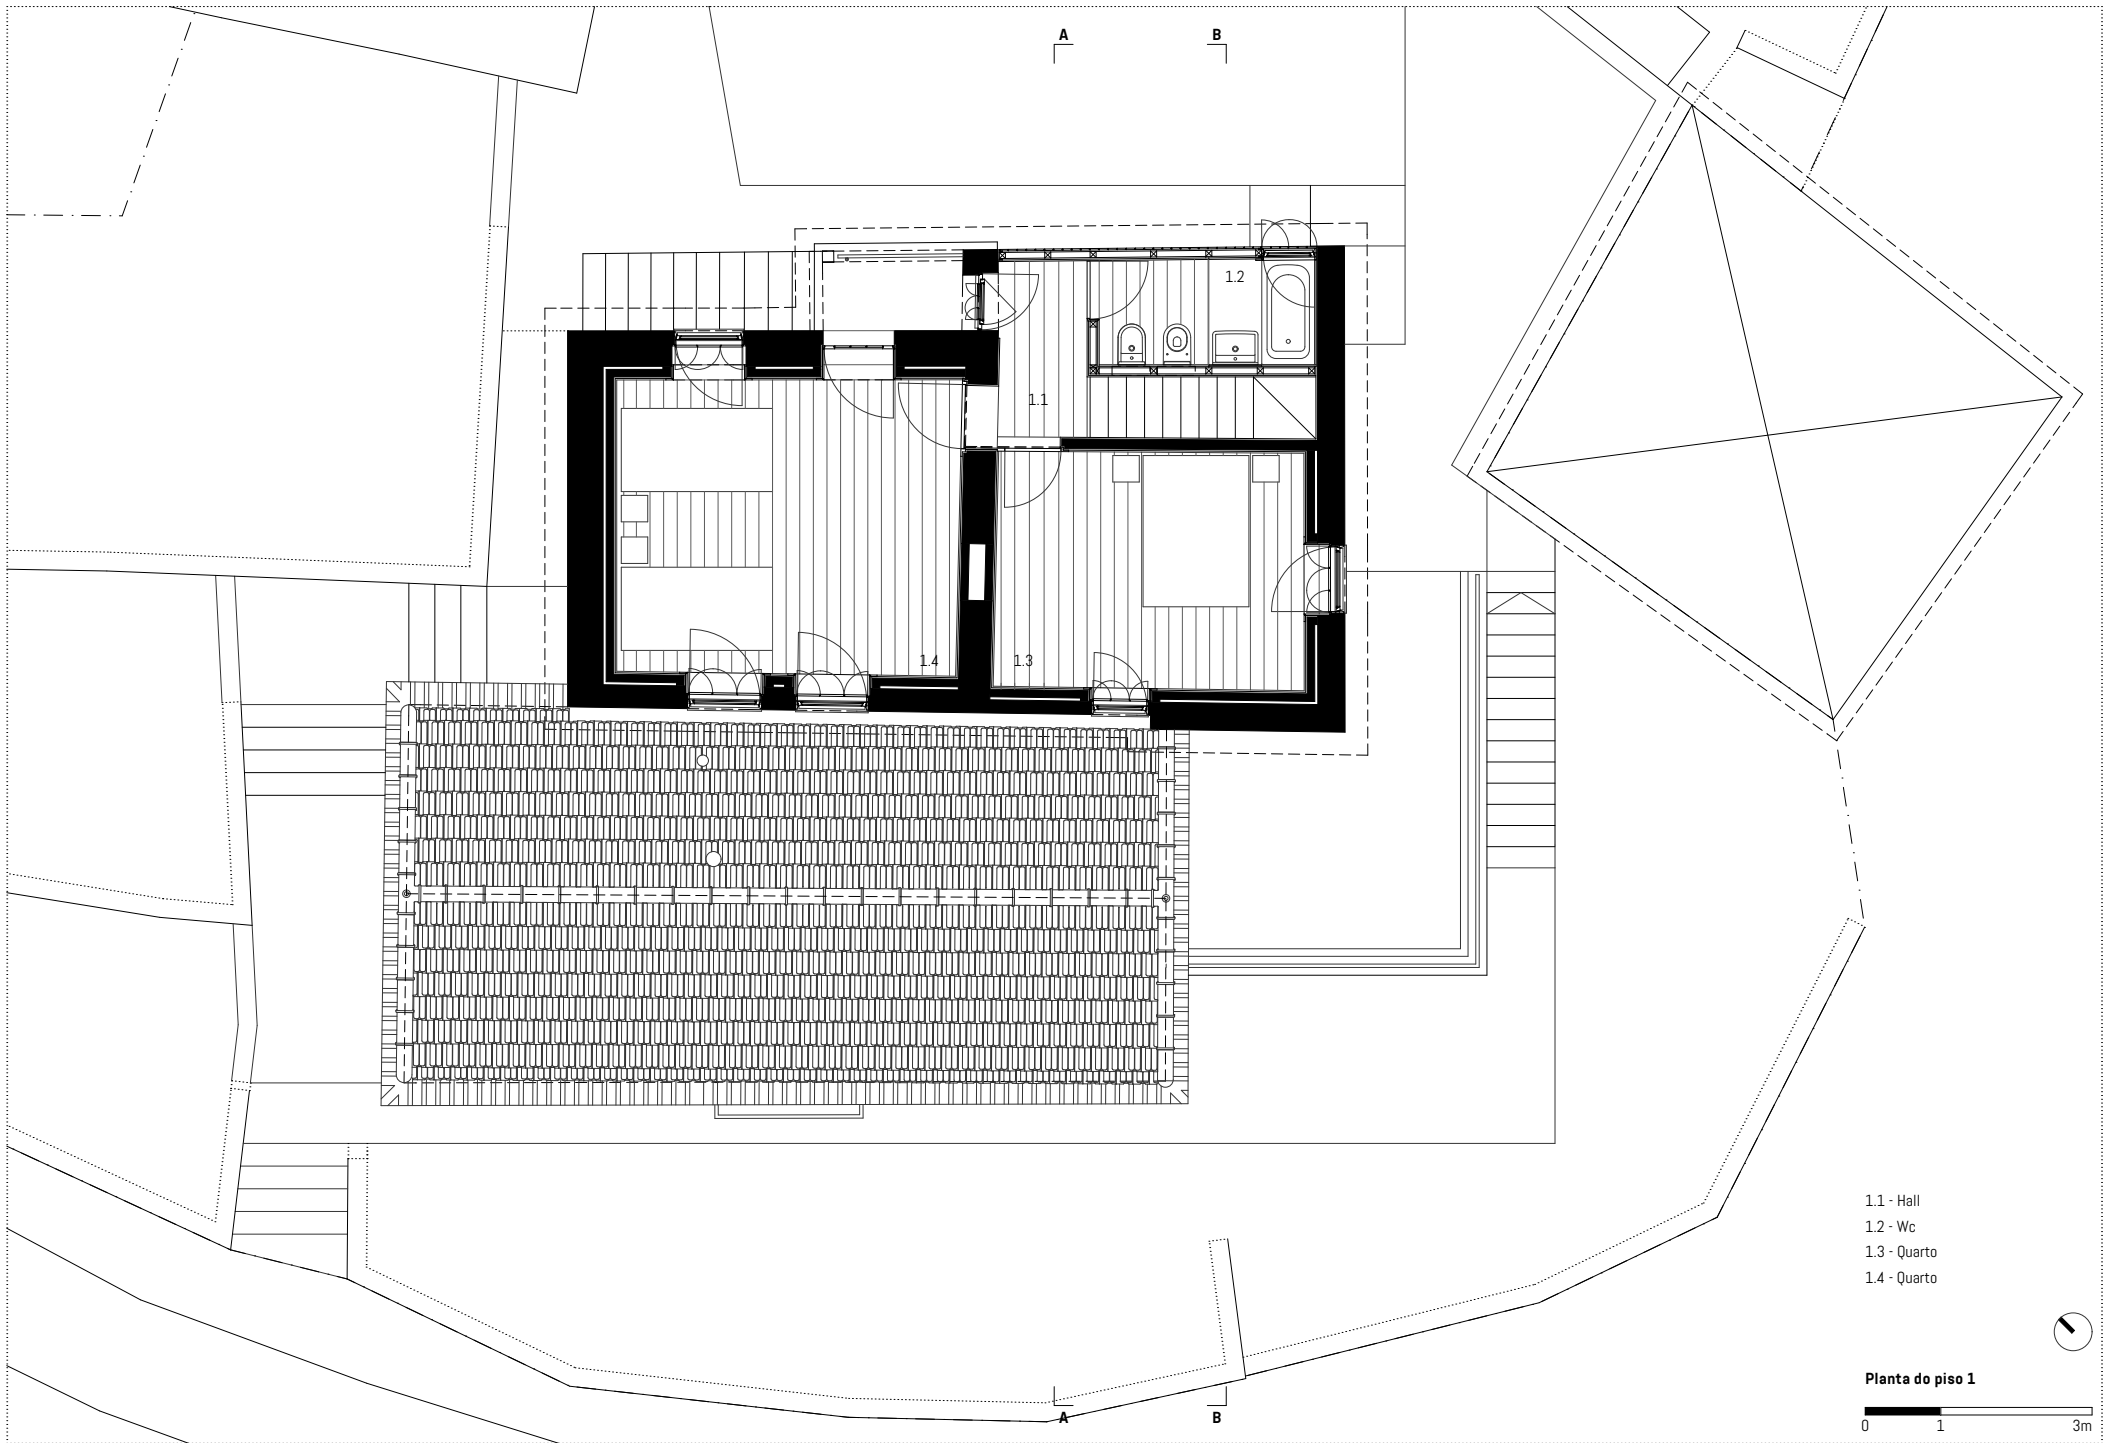 A B
1.2
1.1
1.4 1.3
1.1 - Hall
1.2 - Wc
1.3 - Quarto
1.4 - Quarto
Planta do piso 1
A B
0 1 3m